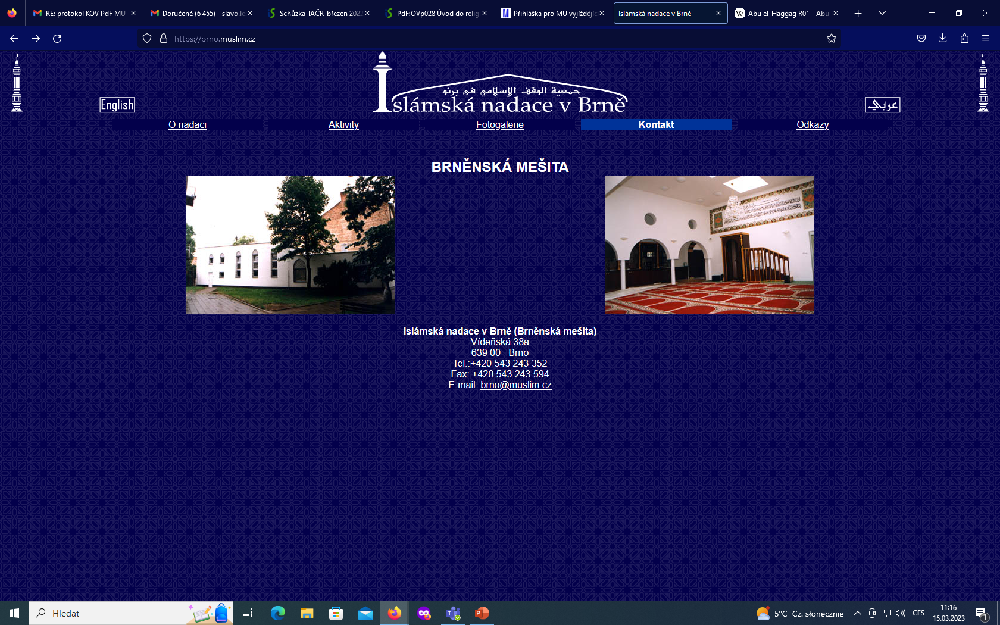 RE: protokol KOV PdF MU
Doručené (6 455) - slavo.le
Schůzka TAČR_březen 2022
PdF:OVp028 Úvod do religi
Přihláška pro MU vyjíždějíc
Islámská nadace v Brně
Abu el-Haggag R01 - Abu
https://brno.muslim.cz
جمعية الوقف الإسلامي في برنو
Islámská nadace v Brně
English
عربي
O nadaci
Aktivity
Fotogalerie
Kontakt
Odkazy
BRNĚNSKÁ MEŠITA
Islámská nadace v Brně (Brněnská mešita)
Vídeňská 38a
639 00 Brno
Tel.:+420 543 243 352
Fax: +420 543 243 594
E-mail: brno@muslim.cz
Hledat
5°C Cz. słonecznie
CES
11:16
15.03.2023
1